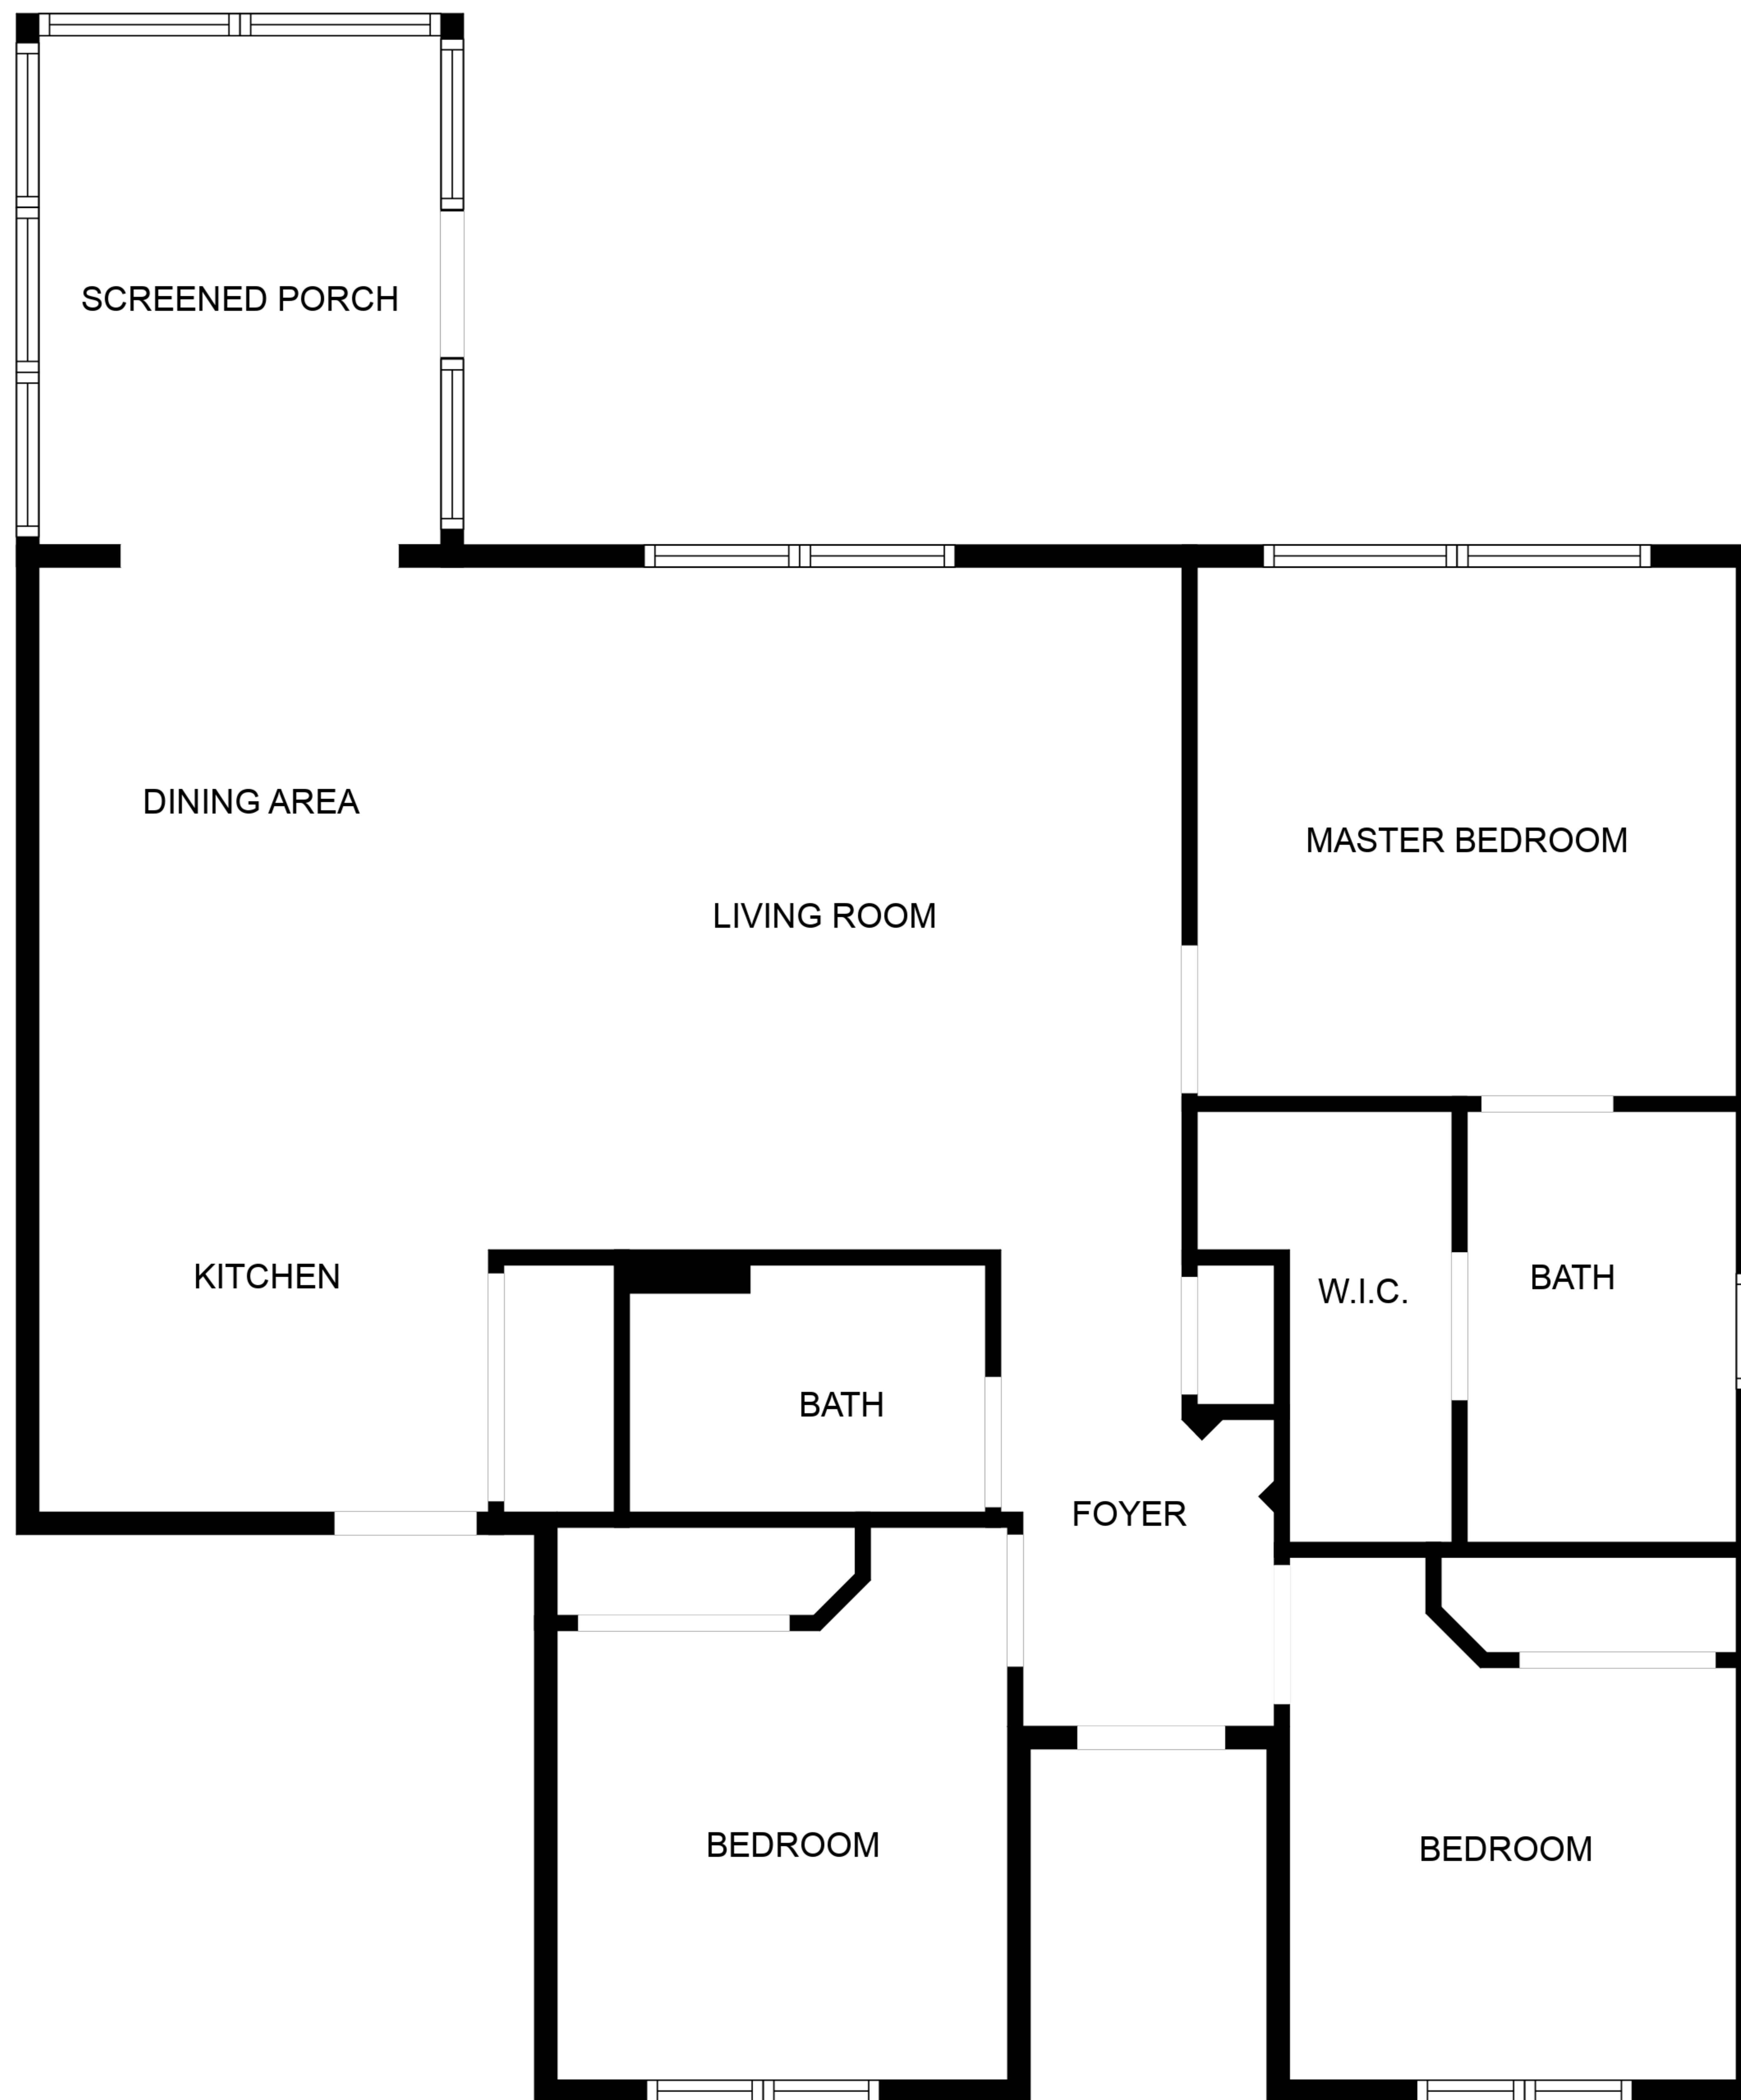 SCREENED PORCH
DINING AREA
MASTER BEDROOM
LIVING ROOM
KITCHEN
BATH
W.I.C.
BATH
FOYER
BEDROOM
BEDROOM